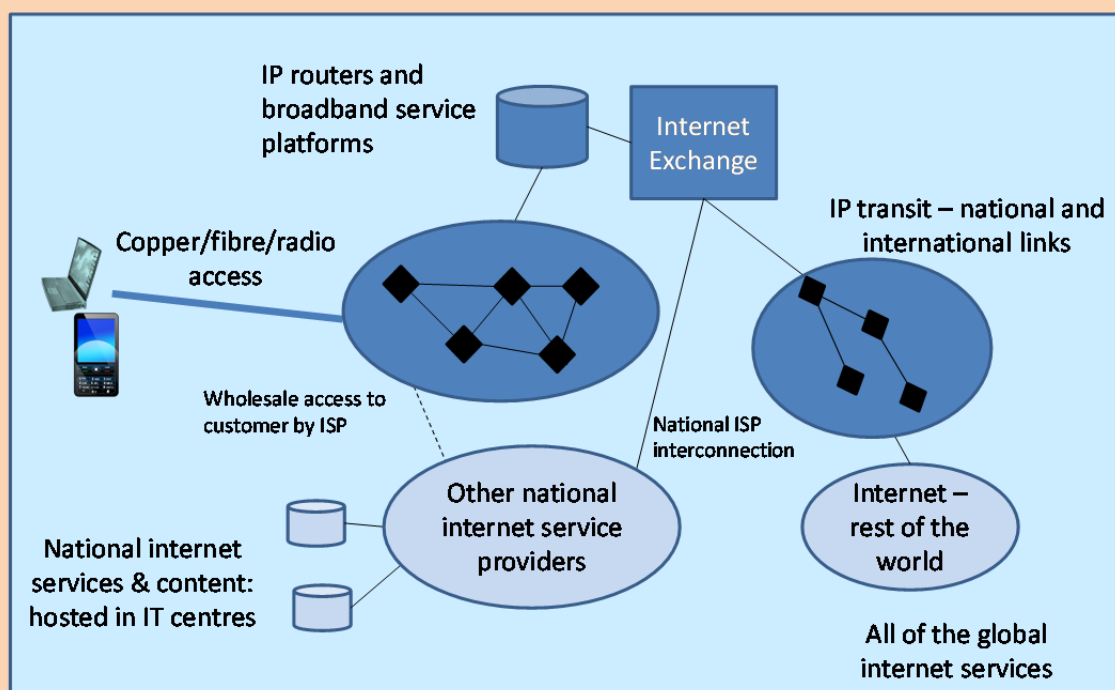 IP routers and
broadband service
platforms
Internet
Exchange
IP transit – national and
international links
Copper/fibre/radio
access
Wholesale access to
customer by ISP
National ISP
interconnection
Other national
internet service
providers
Internet –
rest of the
world
National internet
services & content:
hosted in IT centres
All of the global
internet services